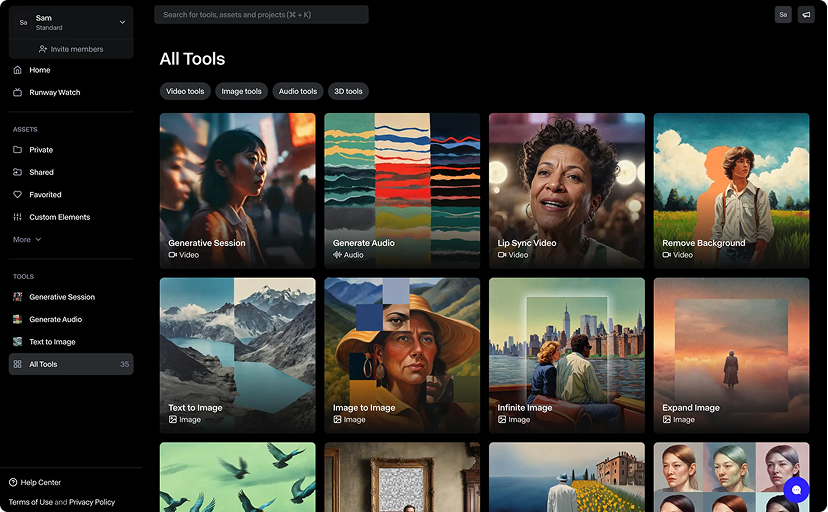 Sa
Sam
Standard
Invite members
Home
Runway Watch
ASSETS
Private
Shared
Favorited
Custom Elements
More
TOOLS
Generative Session
Generate Audio
Text to Image
All Tools 35
Help Center
Terms of Use and Privacy Policy
Search for tools, assets and projects (⌘ + K)
Sa
All Tools
Video tools
Image tools
Audio tools
3D tools
Generative Session
Video
Generate Audio
Audio
Lip Sync Video
Video
Remove Background
Video
Text to Image
Image
Image to Image
Image
Infinite Image
Image
Expand Image
Image